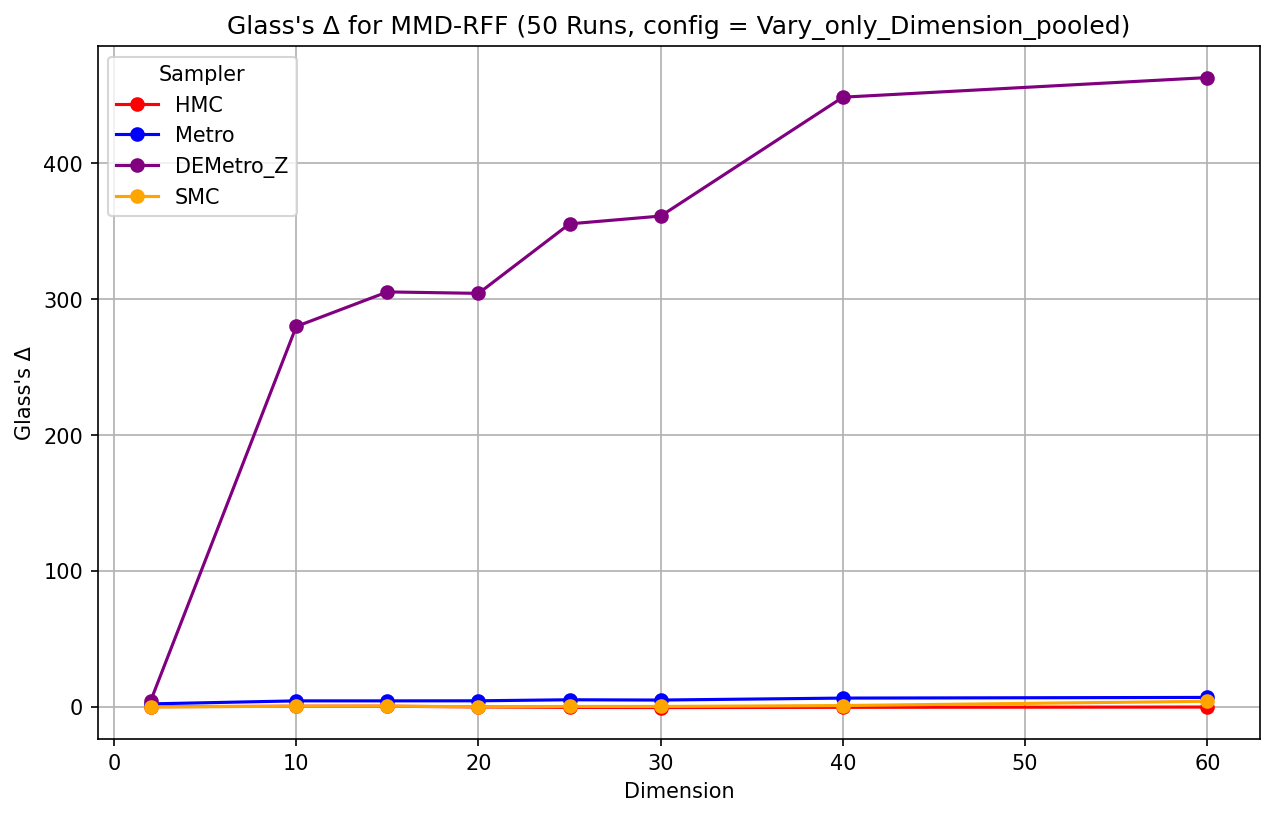 Glass's Δ for MMD-RFF (50 Runs, config = Vary_only_Dimension_pooled)
Sampler
HMC
Metro
DEMetro_Z
SMC
Glass's Δ
400
300
200
100
0
0 10 20 30 40 50 60
Dimension